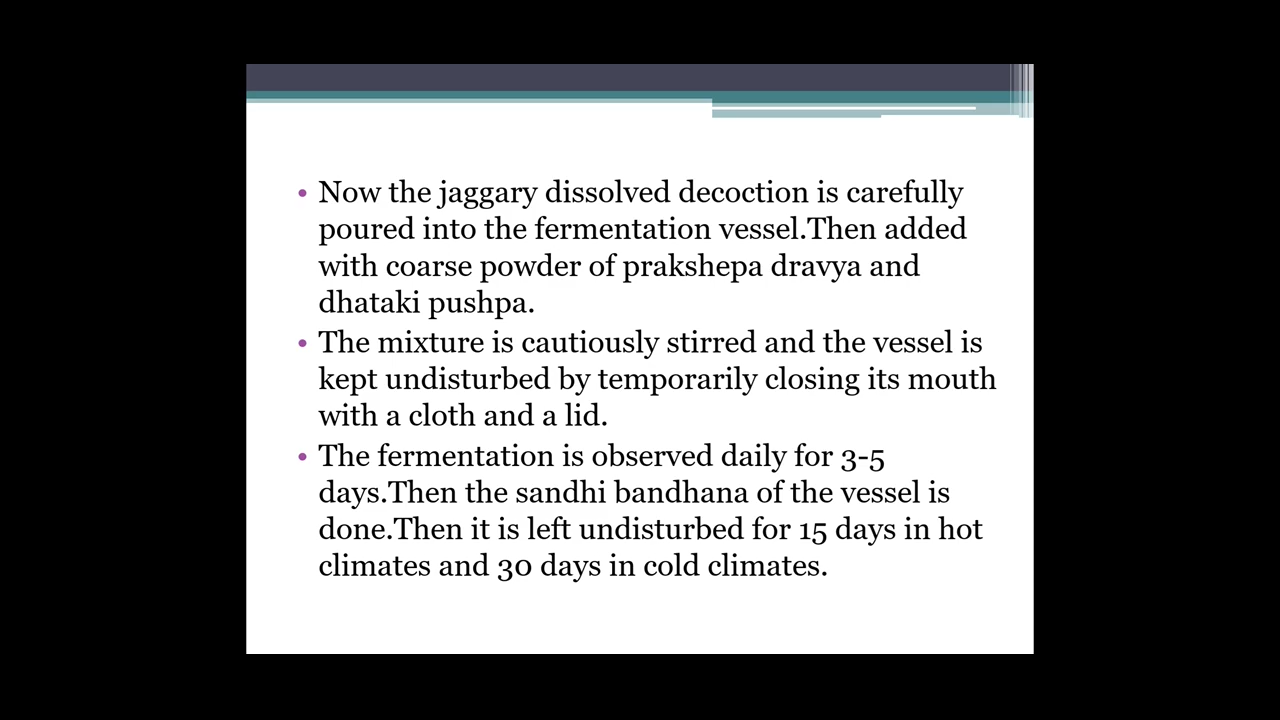 • Now the jaggary dissolved decoction is carefully
poured into the fermentation vessel.Then added
with coarse powder of prakshepa dravya and
dhataki pushpa.
• The mixture is cautiously stirred and the vessel is
kept undisturbed by temporarily closing its mouth
with a cloth and a lid.
• The fermentation is observed daily for 3-5
days.Then the sandhi bandhana of the vessel is
done.Then it is left undisturbed for 15 days in hot
climates and 30 days in cold climates.